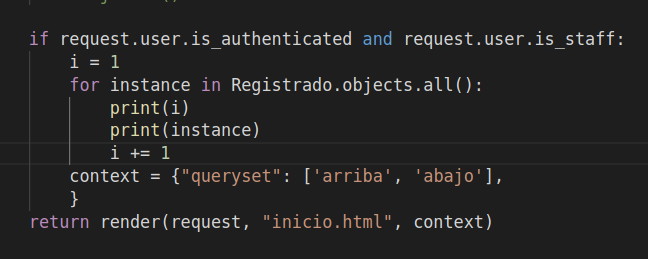 if request.user.is_authenticated and request.user.is_staff:
    i = 1
    for instance in Registrado.objects.all():
        print(i)
        print(instance)
        i += 1
    context = {"queryset": ['arriba', 'abajo'],
    }
return render(request, "inicio.html", context)